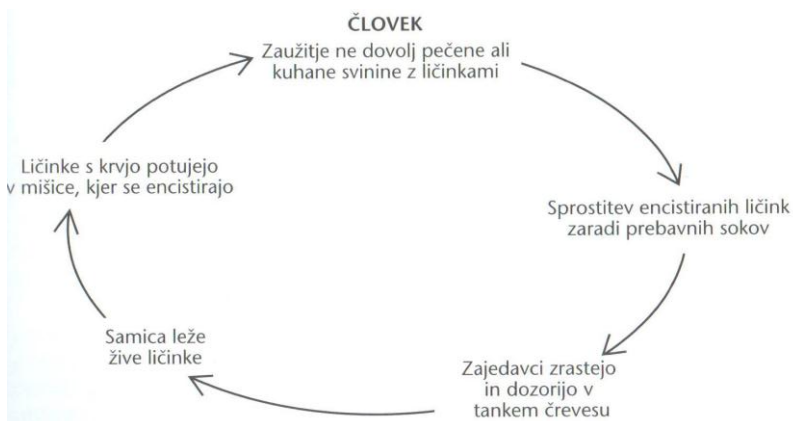 ČLOVEK
Zaužitje ne dovolj pečene ali
kuhane svinine z ličinkami
Sprostitev encistiranih ličink
zaradi prebavnih sokov
Zajedavci zrastejo
in dozorijo v
tankem črevesu
Samica leže
žive ličinke
Ličinke s krvjo potujejo
v mišice, kjer se encistirajo